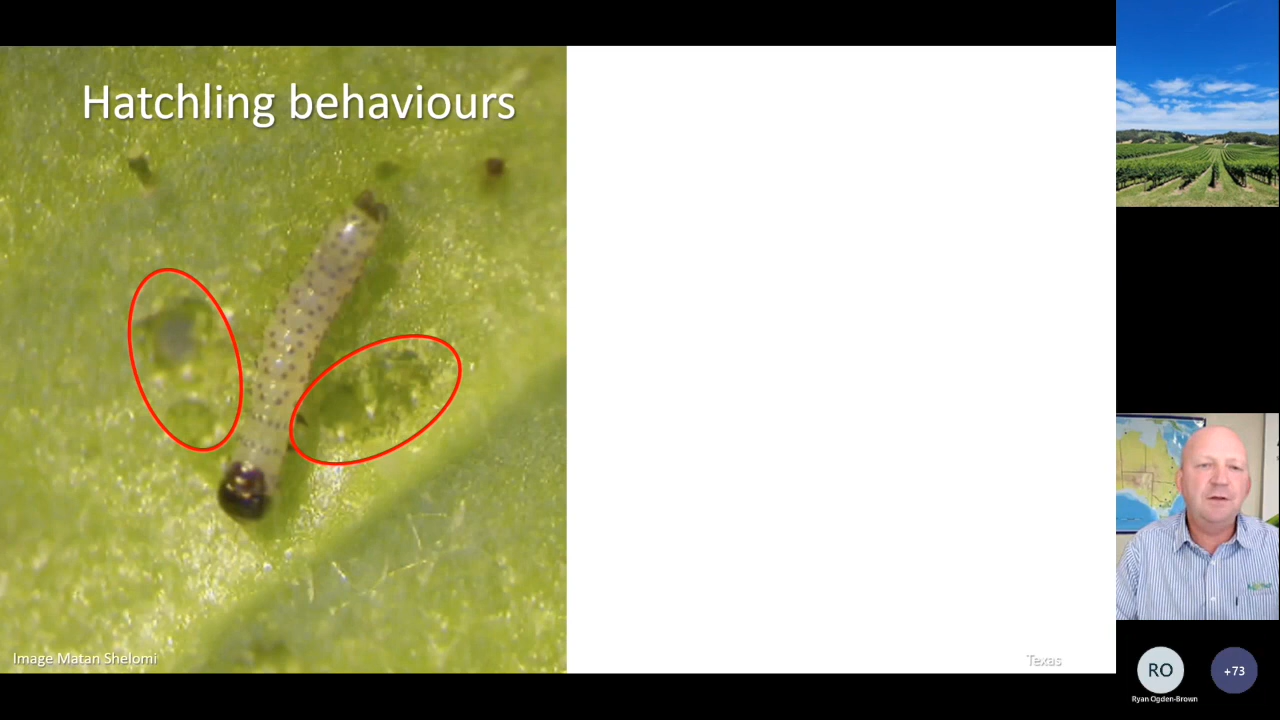 Hatchling behaviours
Image Matan Shelomi
Texas
RO
Ryan Ogden-Brown
+73